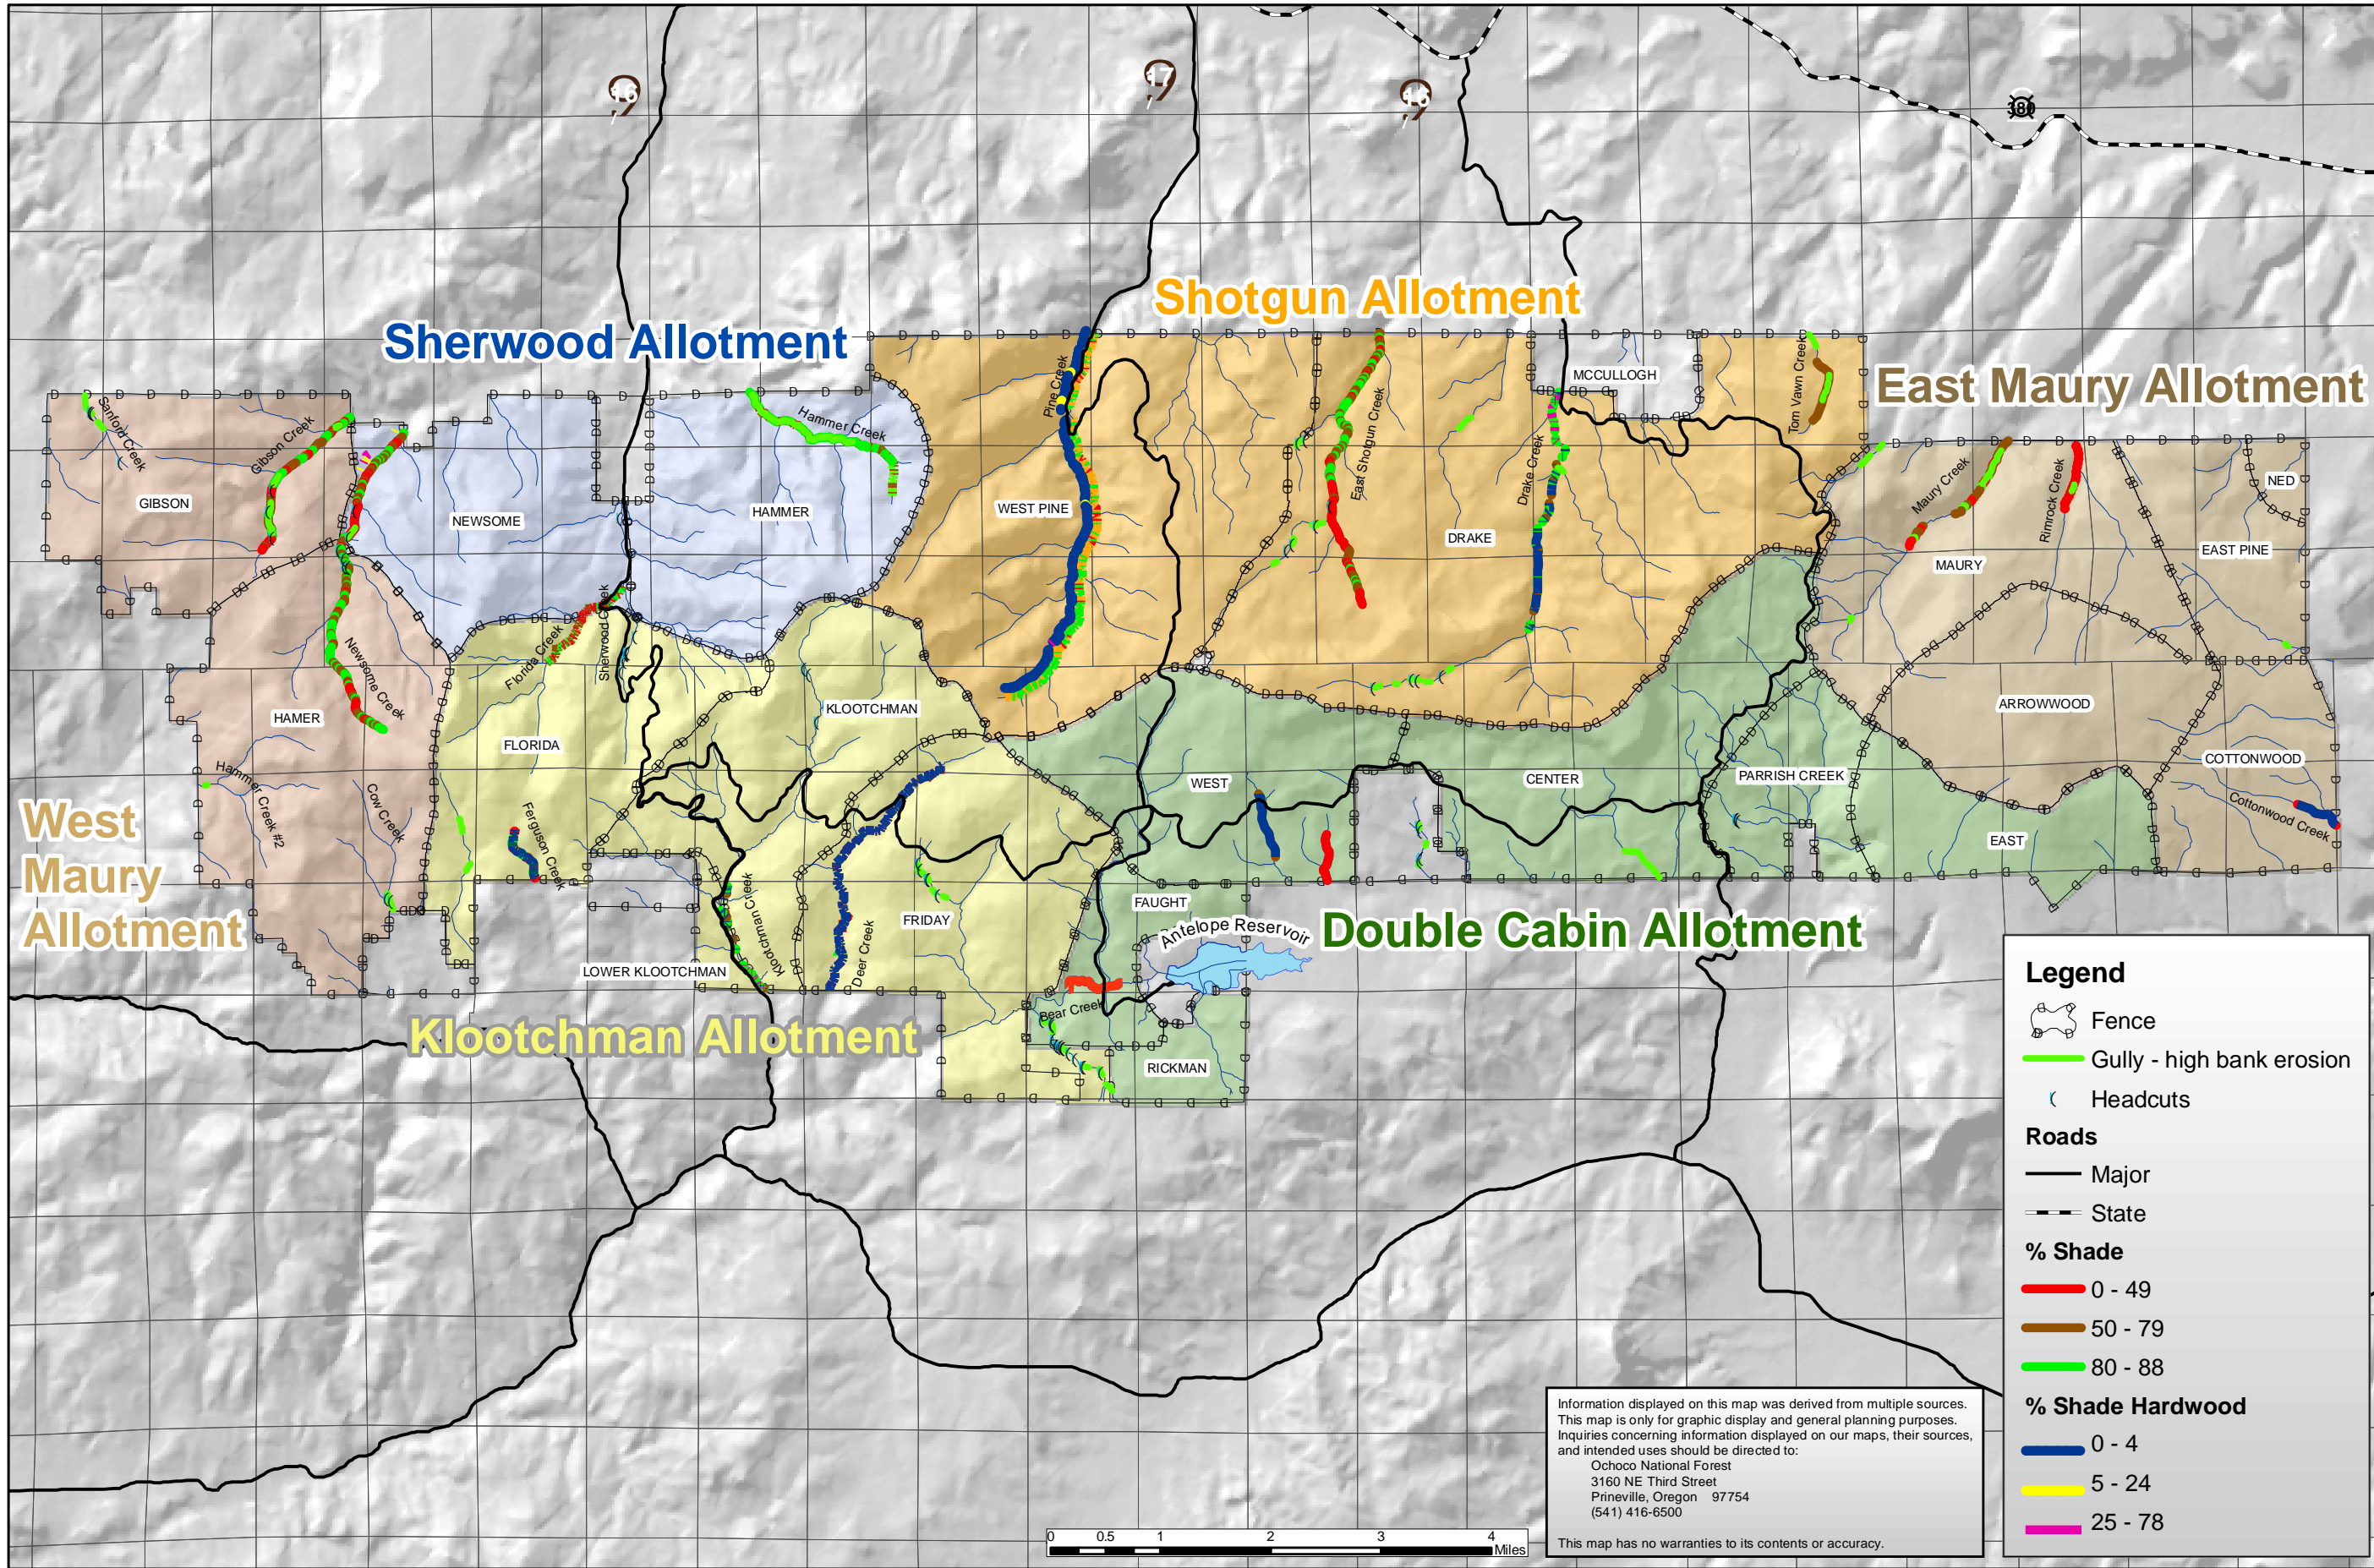 16
17
16
380
Shotgun Allotment
Sherwood Allotment
East Maury Allotment
MCCULLOGH
Tom Vawn Creek
Pine Creek
Sanford Creek
Gibson Creek
Hammer Creek
East Shotgun Creek
Drake Creek
Maury Creek
Rimrock Creek
NED
GIBSON
NEWSOME
HAMMER
WEST PINE
DRAKE
EAST PINE
MAURY
Florida Creek
Sherwood Creek
Newsome Creek
HAMER
KLOOTCHMAN
ARROWWOOD
FLORIDA
WEST
CENTER
PARRISH CREEK
COTTONWOOD
Hammer Creek #2
Cow Creek
Ferguson Creek
Cottonwood Creek
EAST
West
Maury
Allotment
Klootchman Creek
Deer Creek
FRIDAY
FAUGHT
Antelope Reservoir
Double Cabin Allotment
LOWER KLOOTCHMAN
Bear Creek
Klootchman Allotment
RICKMAN
Legend
Fence
Gully - high bank erosion
Headcuts
Roads
Major
State
% Shade
0 - 49
50 - 79
80 - 88
% Shade Hardwood
0 - 4
5 - 24
25 - 78
Information displayed on this map was derived from multiple sources.
This map is only for graphic display and general planning purposes.
Inquiries concerning information displayed on our maps, their sources,
and intended uses should be directed to:
Ochoco National Forest
3160 NE Third Street
Prineville, Oregon 97754
(541) 416-6500
This map has no warranties to its contents or accuracy.
0 0.5 1 2 3 4
Miles